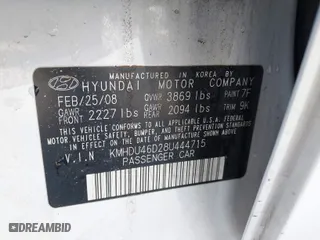 MANUFACTURED IN KOREA BY
HYUNDAI MOTOR COMPANY
FEB/25/08 GVWR 3869 lbs PAINT 7F
GAWR FRONT 2227 lbs GAWR REAR 2094 lbs TRIM 9K
THIS VEHICLE CONFORMS TO ALL APPLICABLE
FEDERAL MOTOR VEHICLE SAFETY, BUMPER, AND
THEFT PREVENTION STANDARDS IN EFFECT ON THE
DATE OF MANUFACTURE SHOWN ABOVE.
V.I.N KMHDU46D28U444715
PASSENGER CAR
DEALERSHIP.CC